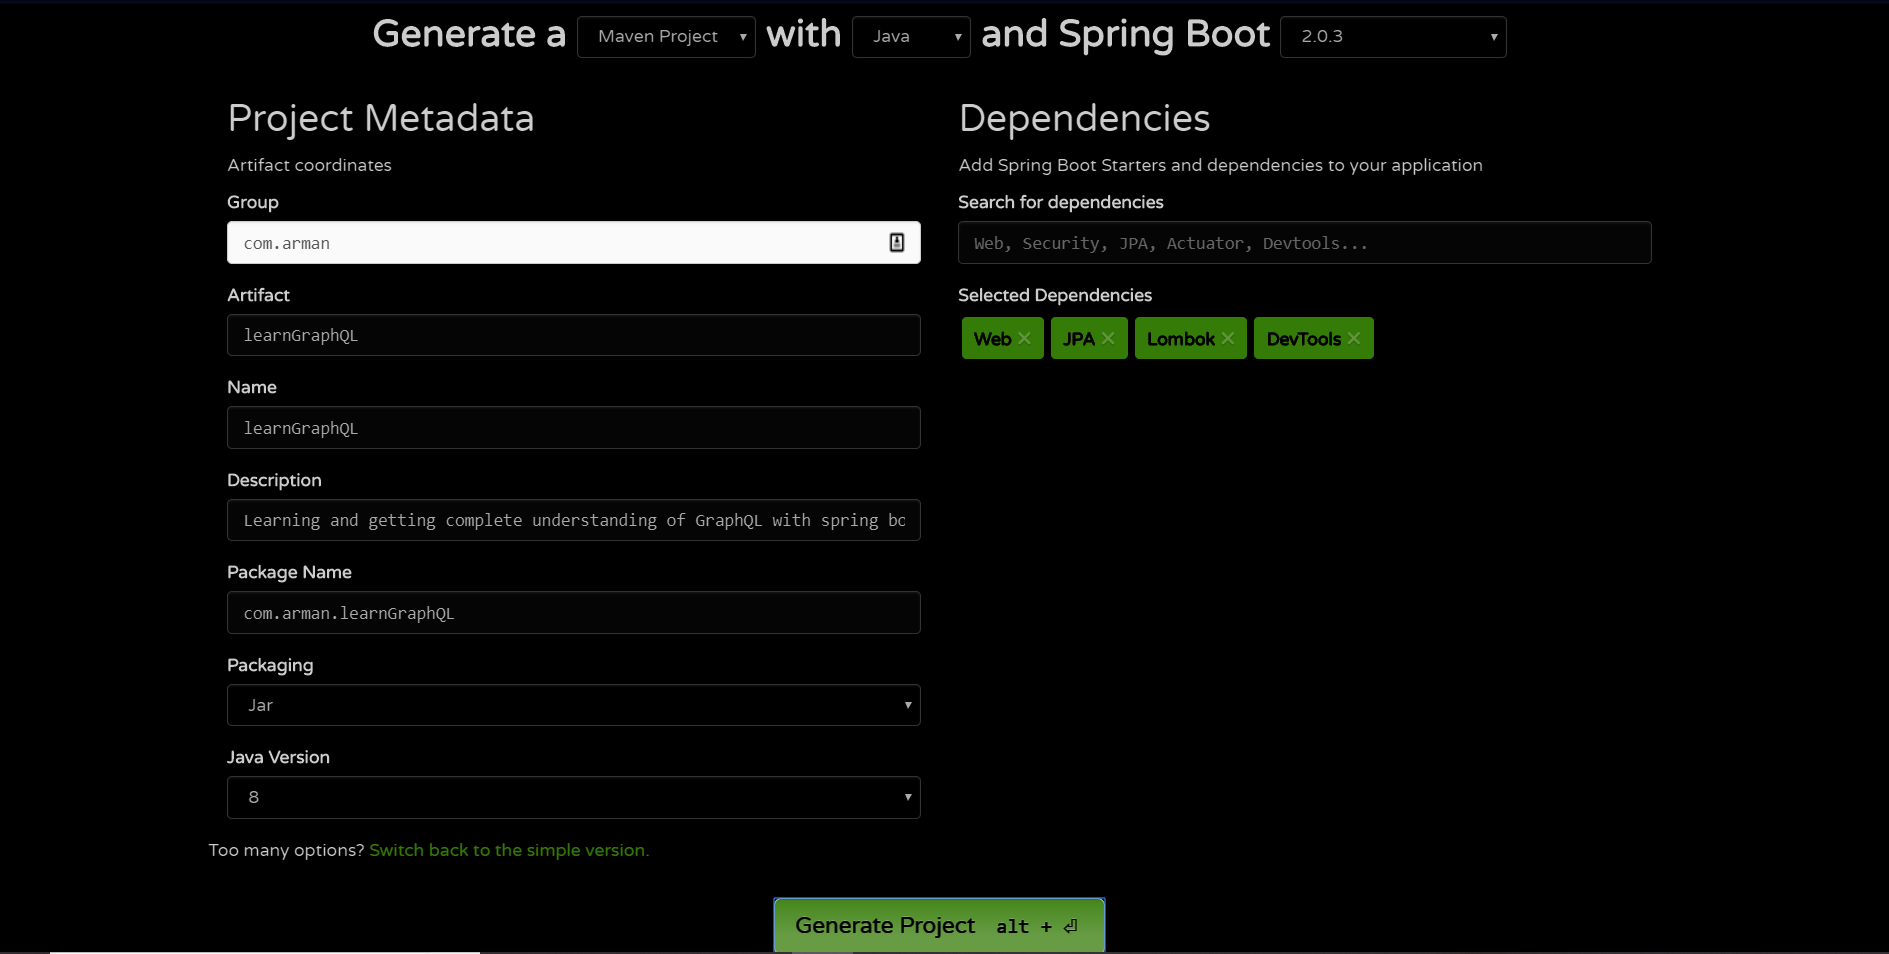 Generate a Maven Project with Java and Spring Boot 2.0.3
Project Metadata
Artifact coordinates
Group
com.arman
Artifact
learnGraphQL
Name
learnGraphQL
Description
Learning and getting complete understanding of GraphQL with spring bo
Package Name
com.arman.learnGraphQL
Packaging
Jar
Java Version
8
Too many options? Switch back to the simple version.
Dependencies
Add Spring Boot Starters and dependencies to your application
Search for dependencies
Web, Security, JPA, Actuator, Devtools...
Selected Dependencies
Web × JPA × Lombok × DevTools ×
Generate Project alt + ⏎